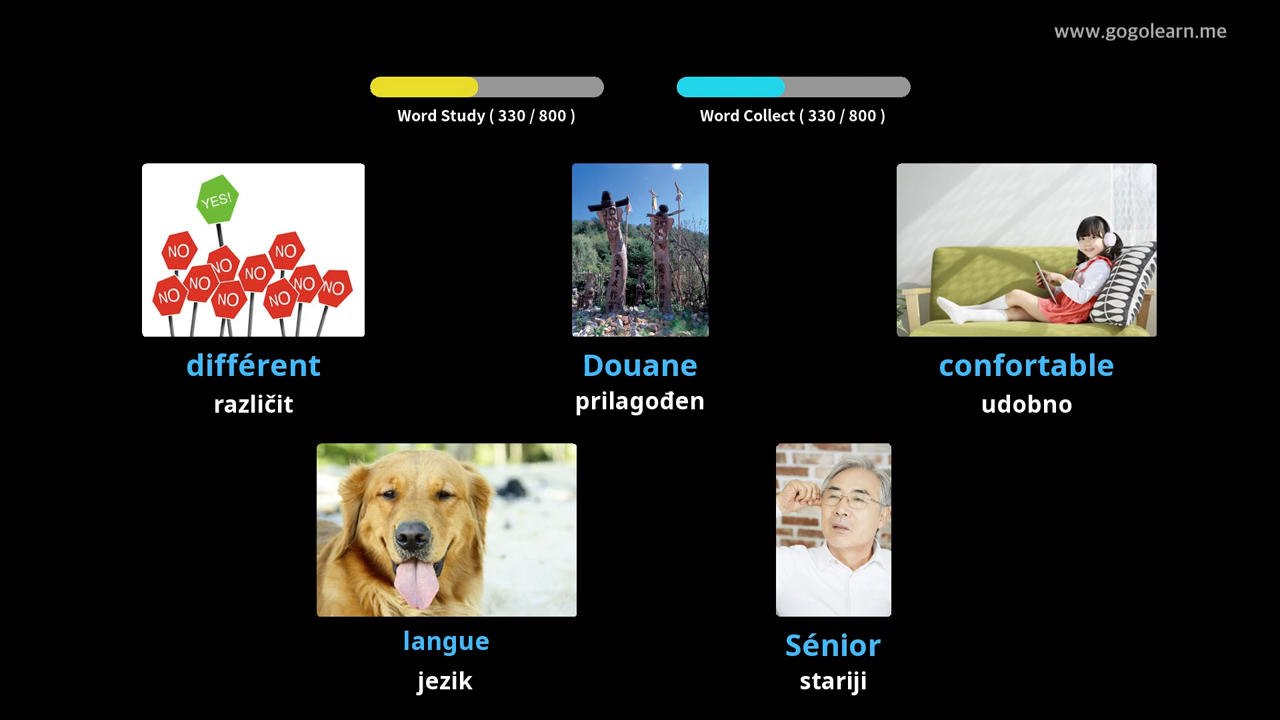 www.gogolearn.me
Word Study ( 330 / 800 )
Word Collect ( 330 / 800 )
YES!
NO
NO
NO
NO
NO
NO
NO
NO
NO
NO
différent
Douane
confortable
različit
prilagođen
udobno
langue
Sénior
jezik
stariji